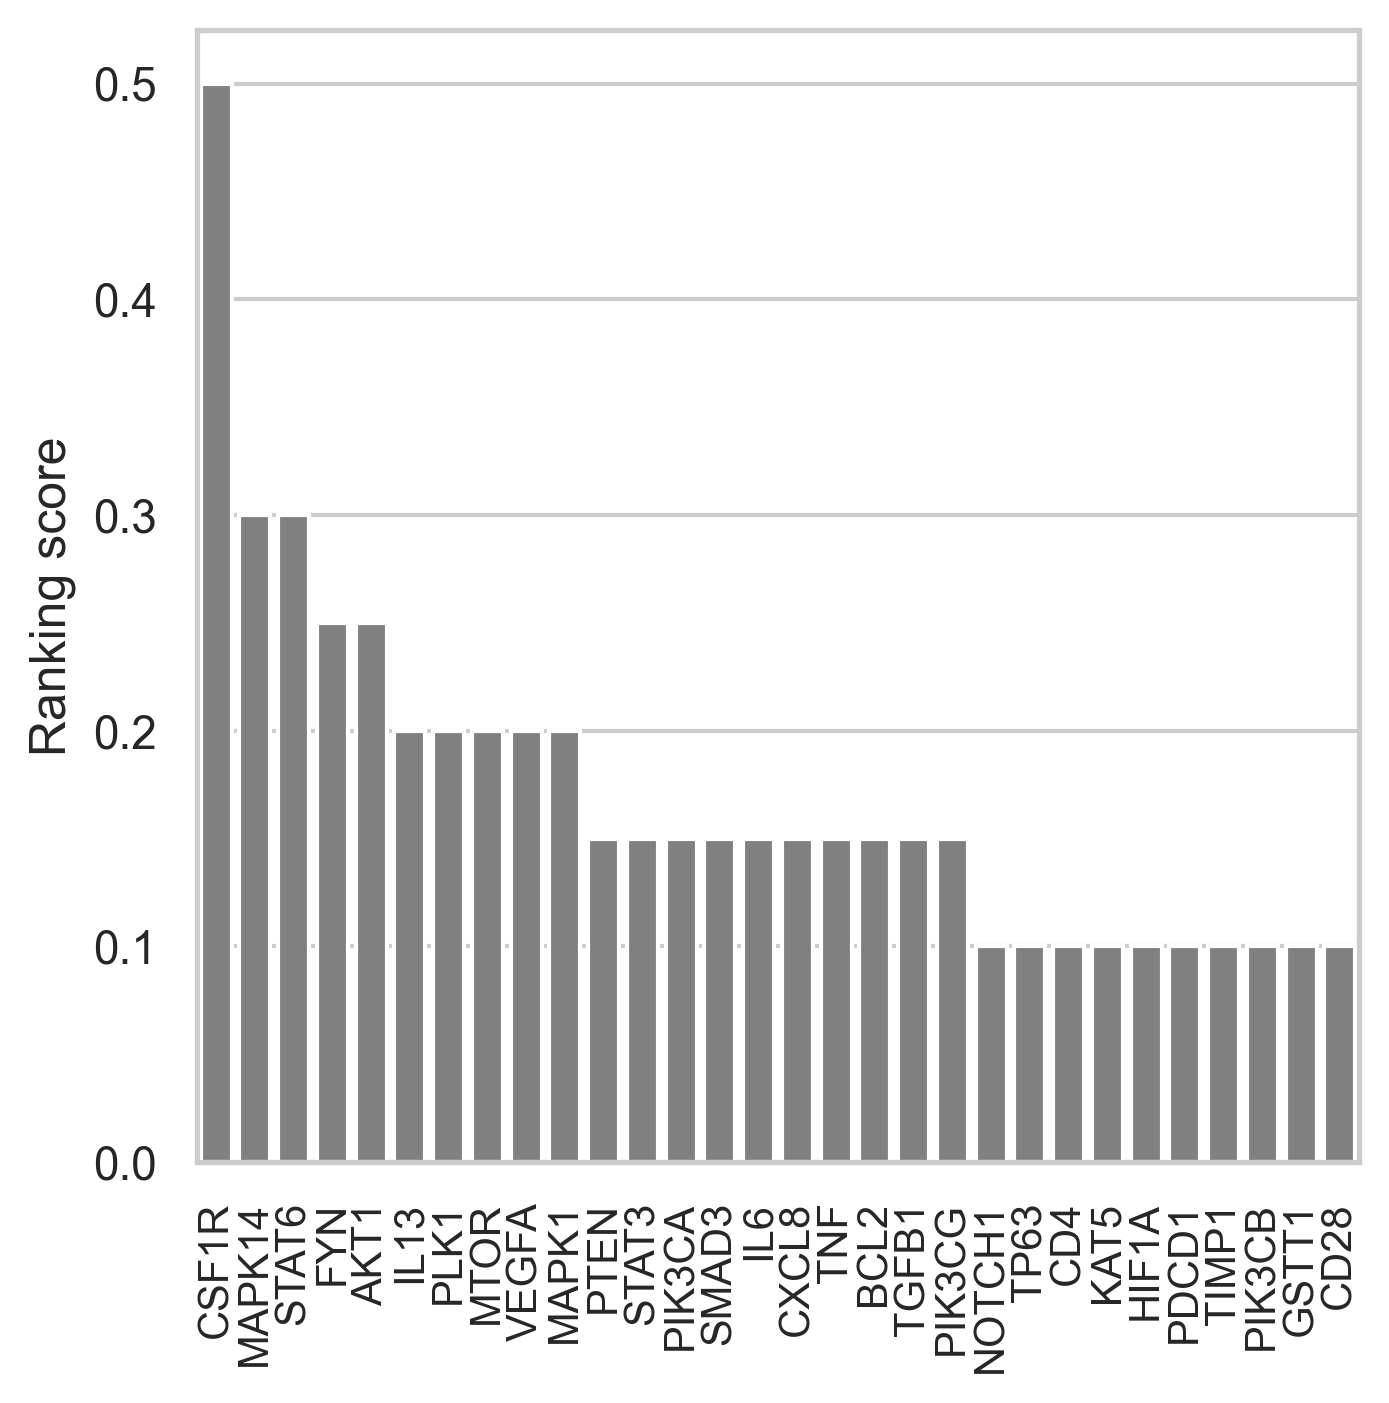 Ranking score
0.5
0.4
0.3
0.2
0.1
0.0
CSF1R
MAPK14
STAT6
FYN
AKT1
IL13
PLK1
MTOR
VEGFA
MAPK1
PTEN
STAT3
PIK3CA
SMAD3
IL6
CXCL8
TNF
BCL2
TGFB1
PIK3CG
NOTCH1
TP63
CD4
KAT5
HIF1A
PDCD1
TIMP1
PIK3CB
GSTT1
CD28